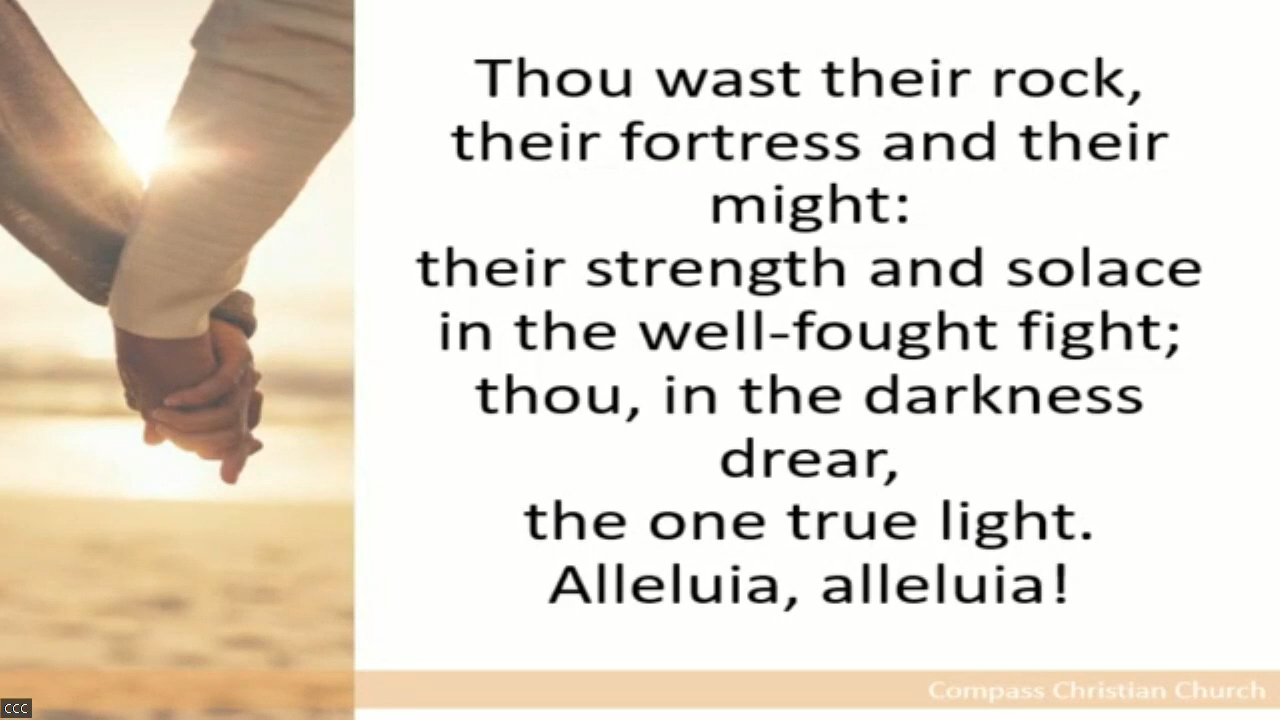 Thou wast their rock,
their fortress and their
might:
their strength and solace
in the well-fought fight;
thou, in the darkness
drear,
the one true light.
Alleluia, alleluia!
Compass Christian Church
CCC